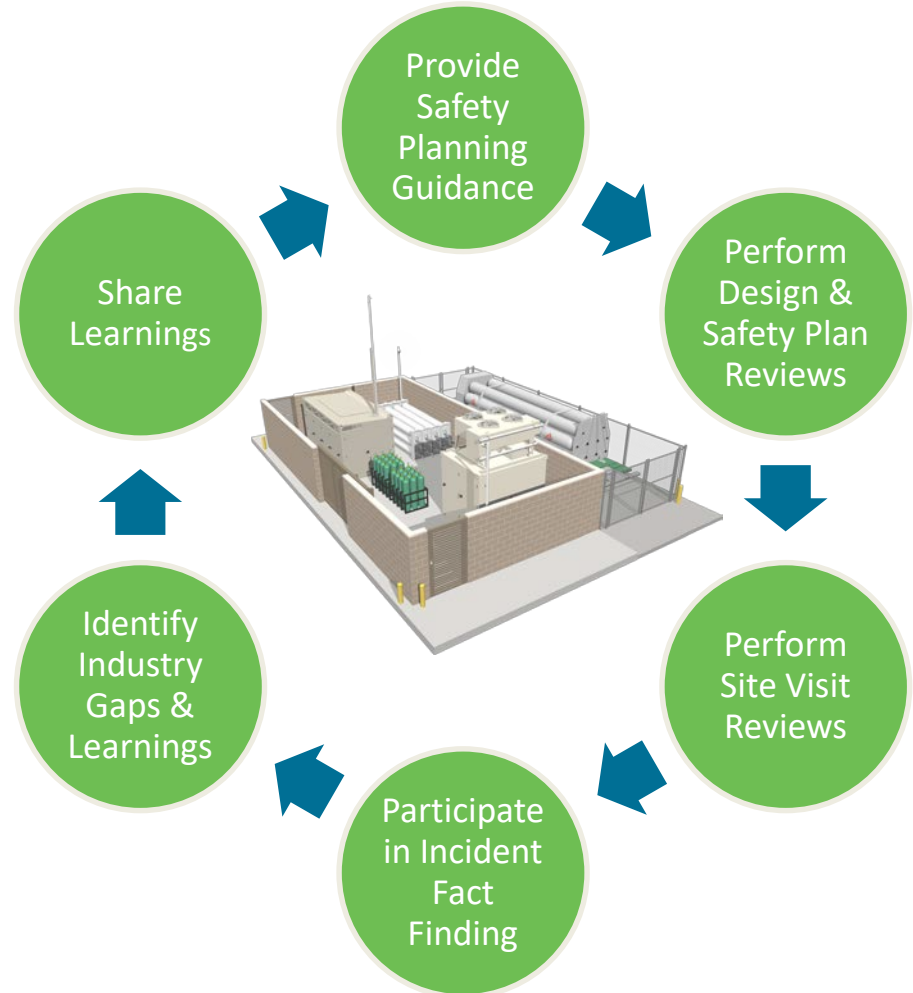 Provide
Safety
Planning
Guidance
Perform
Design &
Safety Plan
Reviews
Perform
Site Visit
Reviews
Participate
in Incident
Fact
Finding
Identify
Industry
Gaps &
Learnings
Share
Learnings